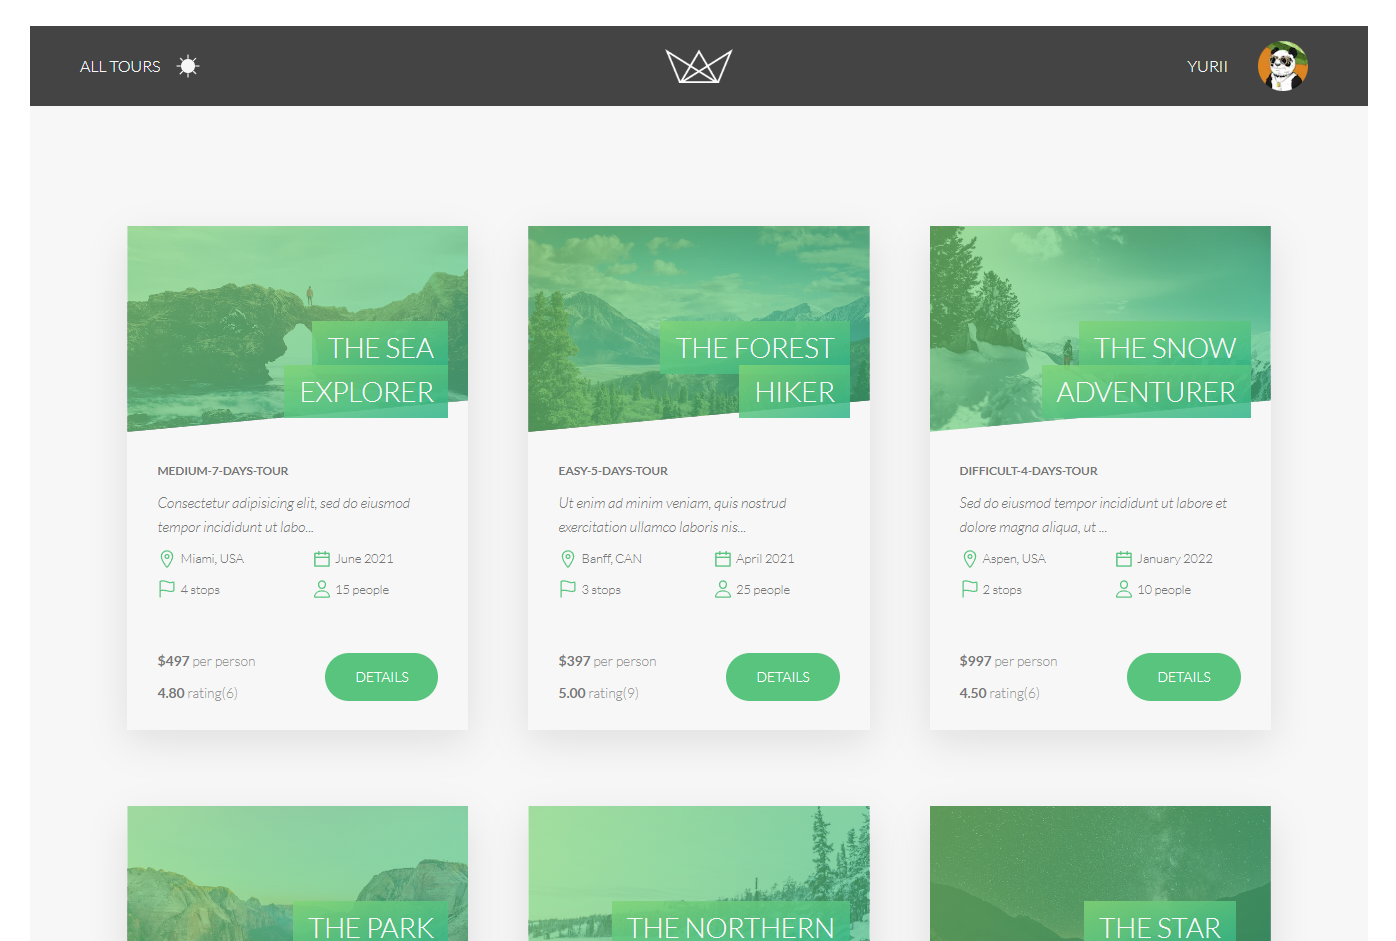 ALL TOURS
YURII
THE SEA
EXPLORER
MEDIUM-7-DAYS-TOUR
Consectetur adipisicing elit, sed do eiusmod
tempor incididunt ut labo...
Miami, USA
June 2021
4 stops
15 people
$497 per person
4.80 rating(6)
DETAILS
THE FOREST
HIKER
EASY-5-DAYS-TOUR
Ut enim ad minim veniam, quis nostrud
exercitation ullamco laboris nis...
Banff, CAN
April 2021
3 stops
25 people
$397 per person
5.00 rating(9)
DETAILS
THE SNOW
ADVENTURER
DIFFICULT-4-DAYS-TOUR
Sed do eiusmod tempor incididunt ut labore et
dolore magna aliqua, ut ...
Aspen, USA
January 2022
2 stops
10 people
$997 per person
4.50 rating(6)
DETAILS
THE PARK
THE NORTHERN
THE STAR